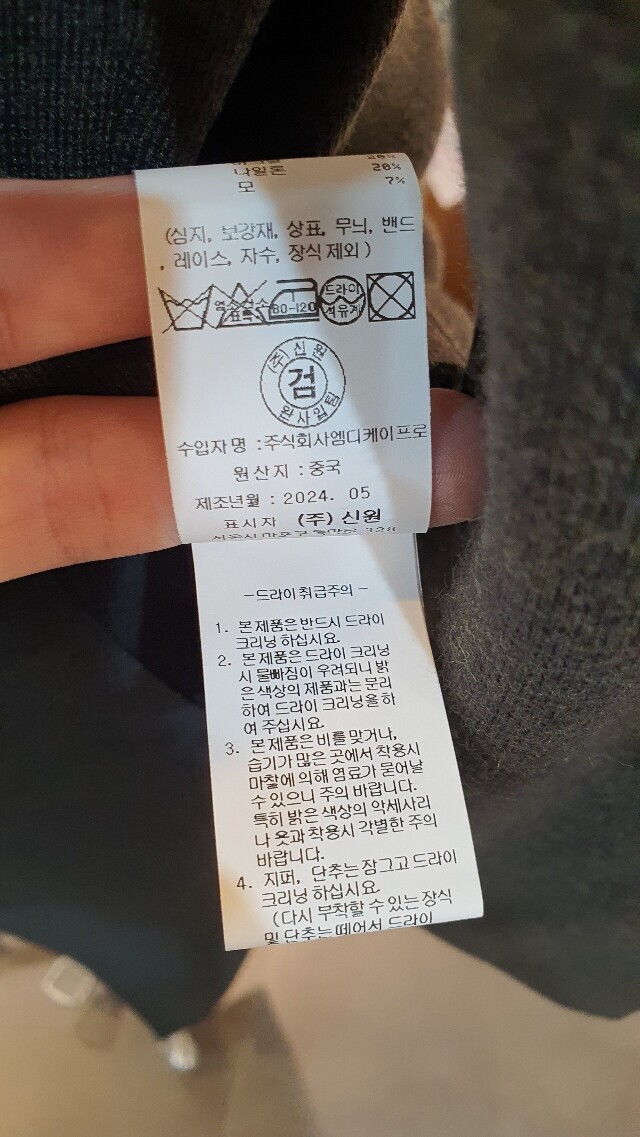 20%
나일론 20%
모 7%
(심지, 보강재, 상표, 무늬, 밴드
, 레이스, 자수, 장식 제외)
염소산소
표백
80-120
드라이
석유계
(주) 신원
검
원사입팀
수입자명 :주식회사엠디케이프로
원산지 : 중국
제조년월 : 2024. 05
표시자 (주) 신원
-드라이 취급주의-
1. 본제품은 반드시 드라이
크리닝 하십시요.
2. 본제품은 드라이 크리닝
시 물빠짐이 우려되니 밝
은 색상의 제품과는 분리
하여 드라이 크리닝을 하
여 주십시요.
3. 본제품은 비를 맞거나,
습기가 많은 곳에서 착용시
마찰에 의해 염료가 묻어날
수 있으니 주의 바랍니다.
특히 밝은 색상의 악세사리
나 옷과 착용시 각별한 주의
바랍니다.
4. 지퍼, 단추는 잠그고 드라이
크리닝 하십시요.
(다시 부착할 수 있는 장식
및 단추는 떼어서 드라이